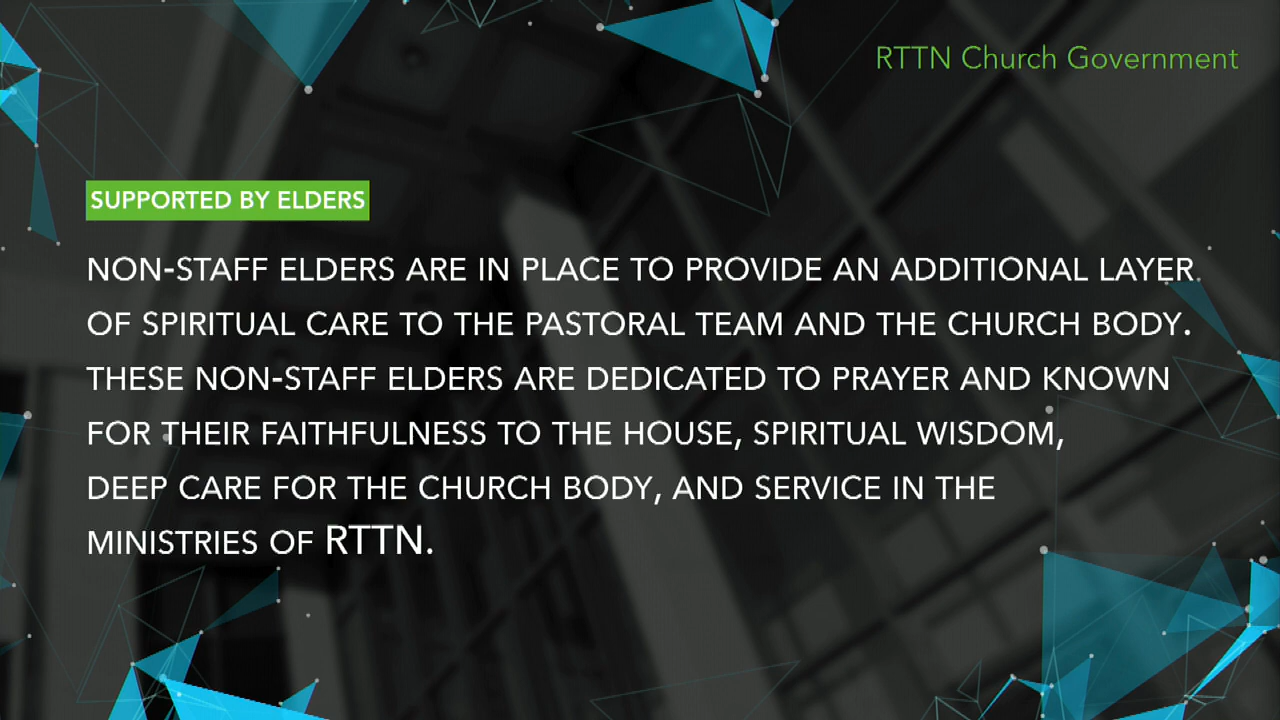 RTTN Church Government
SUPPORTED BY ELDERS
NON-STAFF ELDERS ARE IN PLACE TO PROVIDE AN ADDITIONAL LAYER
OF SPIRITUAL CARE TO THE PASTORAL TEAM AND THE CHURCH BODY.
THESE NON-STAFF ELDERS ARE DEDICATED TO PRAYER AND KNOWN
FOR THEIR FAITHFULNESS TO THE HOUSE, SPIRITUAL WISDOM,
DEEP CARE FOR THE CHURCH BODY, AND SERVICE IN THE
MINISTRIES OF RTTN.